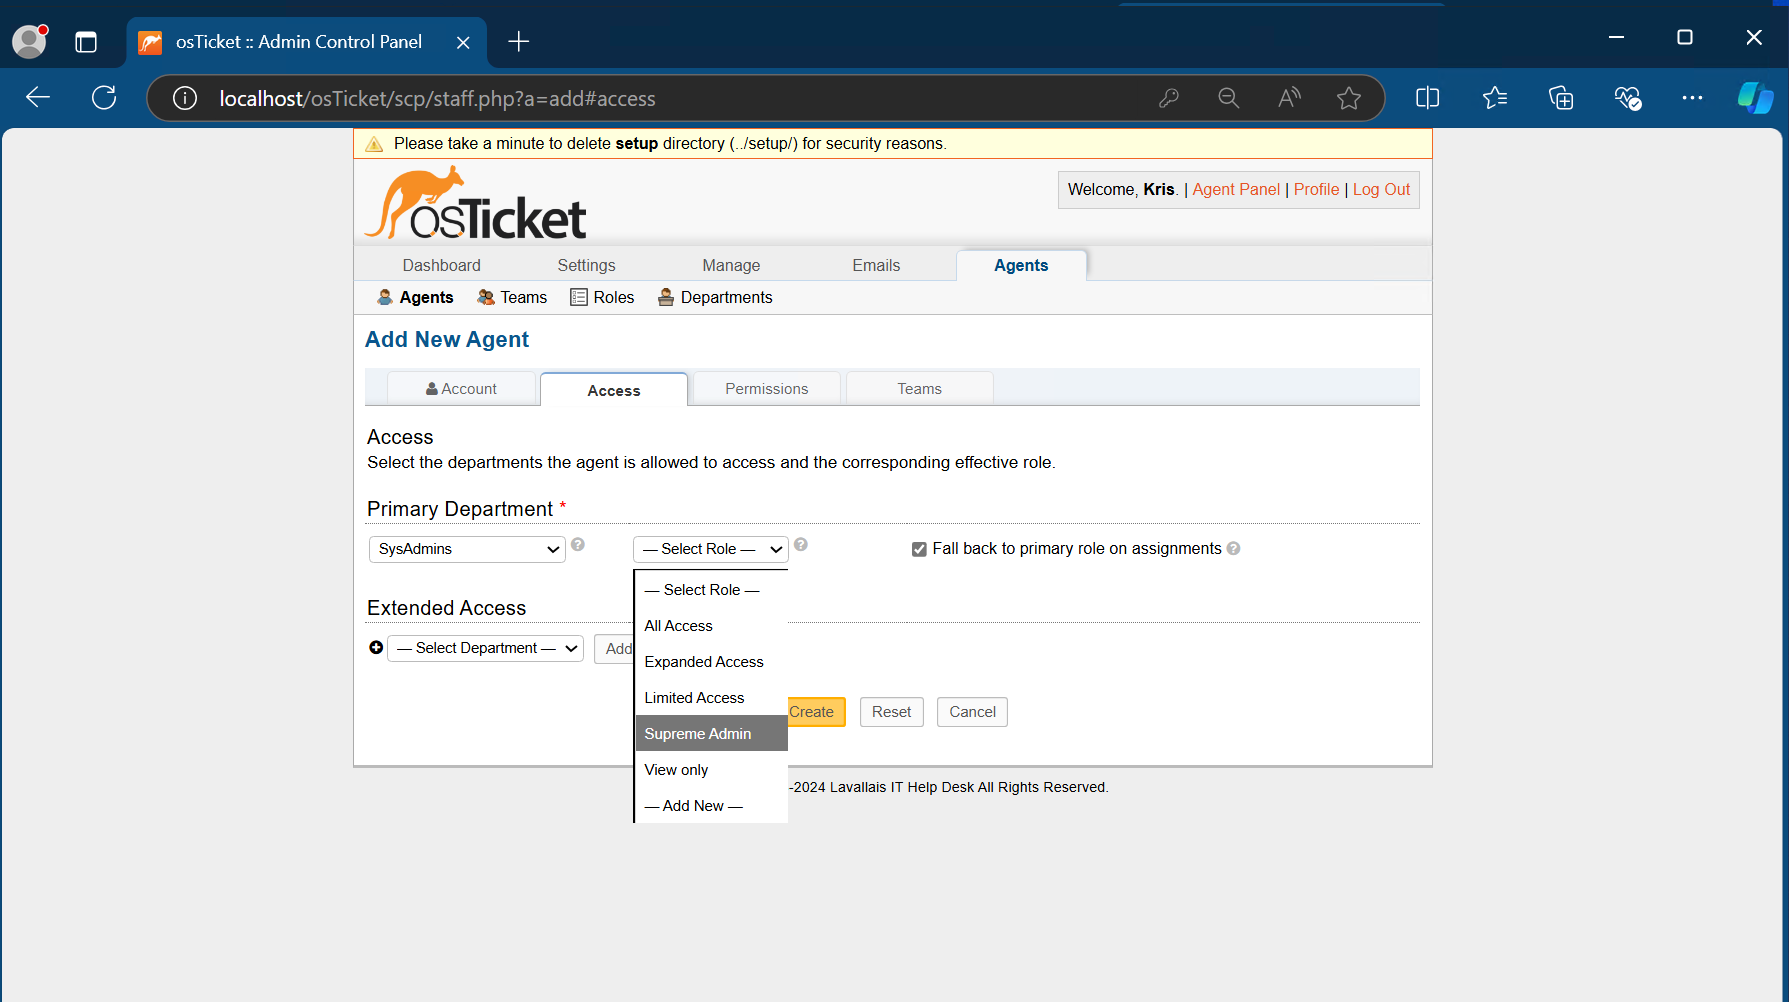 osTicket :: Admin Control Panel
localhost/osTicket/scp/staff.php?a=add#access
Please take a minute to delete setup directory (../setup/) for security reasons.
osTicket
Welcome, Kris. | Agent Panel | Profile | Log Out
Dashboard Settings Manage Emails Agents
Agents Teams Roles Departments
Add New Agent
Account Access Permissions Teams
Access
Select the departments the agent is allowed to access and the corresponding effective role.
Primary Department *
SysAdmins ? — Select Role — ? Fall back to primary role on assignments ?
— Select Role —
All Access
Expanded Access
Limited Access
Supreme Admin
View only
— Add New —
Extended Access
— Select Department — Add
Create Reset Cancel
-2024 Lavallais IT Help Desk All Rights Reserved.